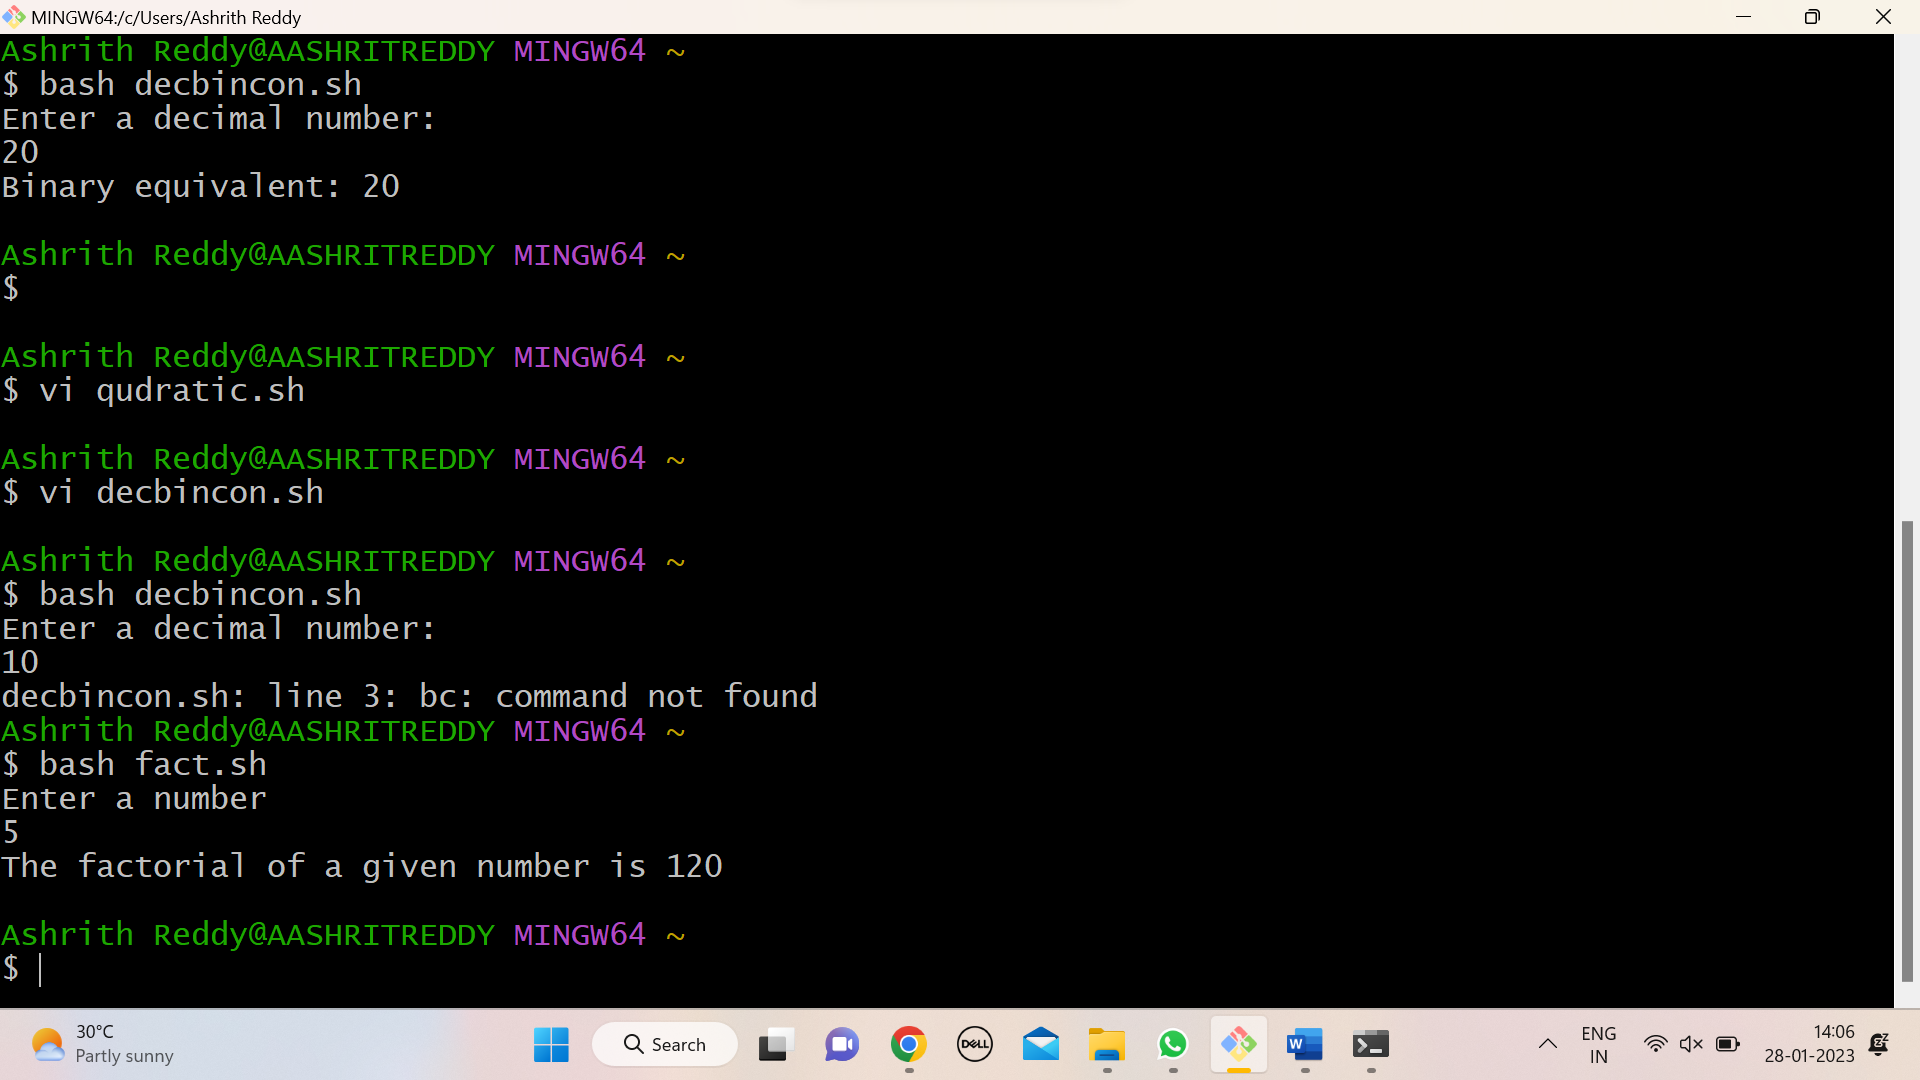 MINGW64:/c/Users/Ashrith Reddy
Ashrith Reddy@AASHRITREDDY MINGW64 ~
$ bash decbincon.sh
Enter a decimal number:
20
Binary equivalent: 20
Ashrith Reddy@AASHRITREDDY MINGW64 ~
$
Ashrith Reddy@AASHRITREDDY MINGW64 ~
$ vi qudratic.sh
Ashrith Reddy@AASHRITREDDY MINGW64 ~
$ vi decbincon.sh
Ashrith Reddy@AASHRITREDDY MINGW64 ~
$ bash decbincon.sh
Enter a decimal number:
10
decbincon.sh: line 3: bc: command not found
Ashrith Reddy@AASHRITREDDY MINGW64 ~
$ bash fact.sh
Enter a number
5
The factorial of a given number is 120
Ashrith Reddy@AASHRITREDDY MINGW64 ~
$
30°C
Partly sunny
Search
DELL
W
ENG
IN
14:06
28-01-2023